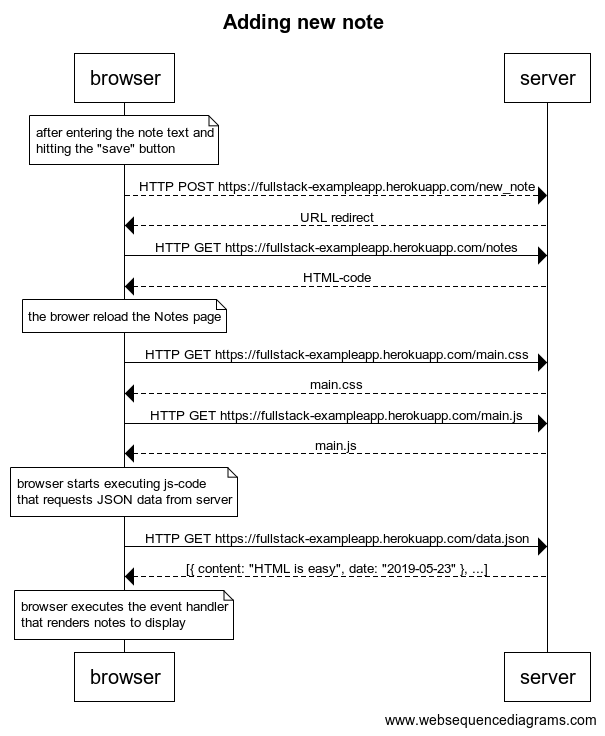 Adding new note
browser
server
after entering the note text and
hitting the "save" button
HTTP POST https://fullstack-exampleapp.herokuapp.com/new_note
URL redirect
HTTP GET https://fullstack-exampleapp.herokuapp.com/notes
HTML-code
the brower reload the Notes page
HTTP GET https://fullstack-exampleapp.herokuapp.com/main.css
main.css
HTTP GET https://fullstack-exampleapp.herokuapp.com/main.js
main.js
browser starts executing js-code
that requests JSON data from server
HTTP GET https://fullstack-exampleapp.herokuapp.com/data.json
[{ content: "HTML is easy", date: "2019-05-23" }, ...]
browser executes the event handler
that renders notes to display
browser
server
www.websequencediagrams.com